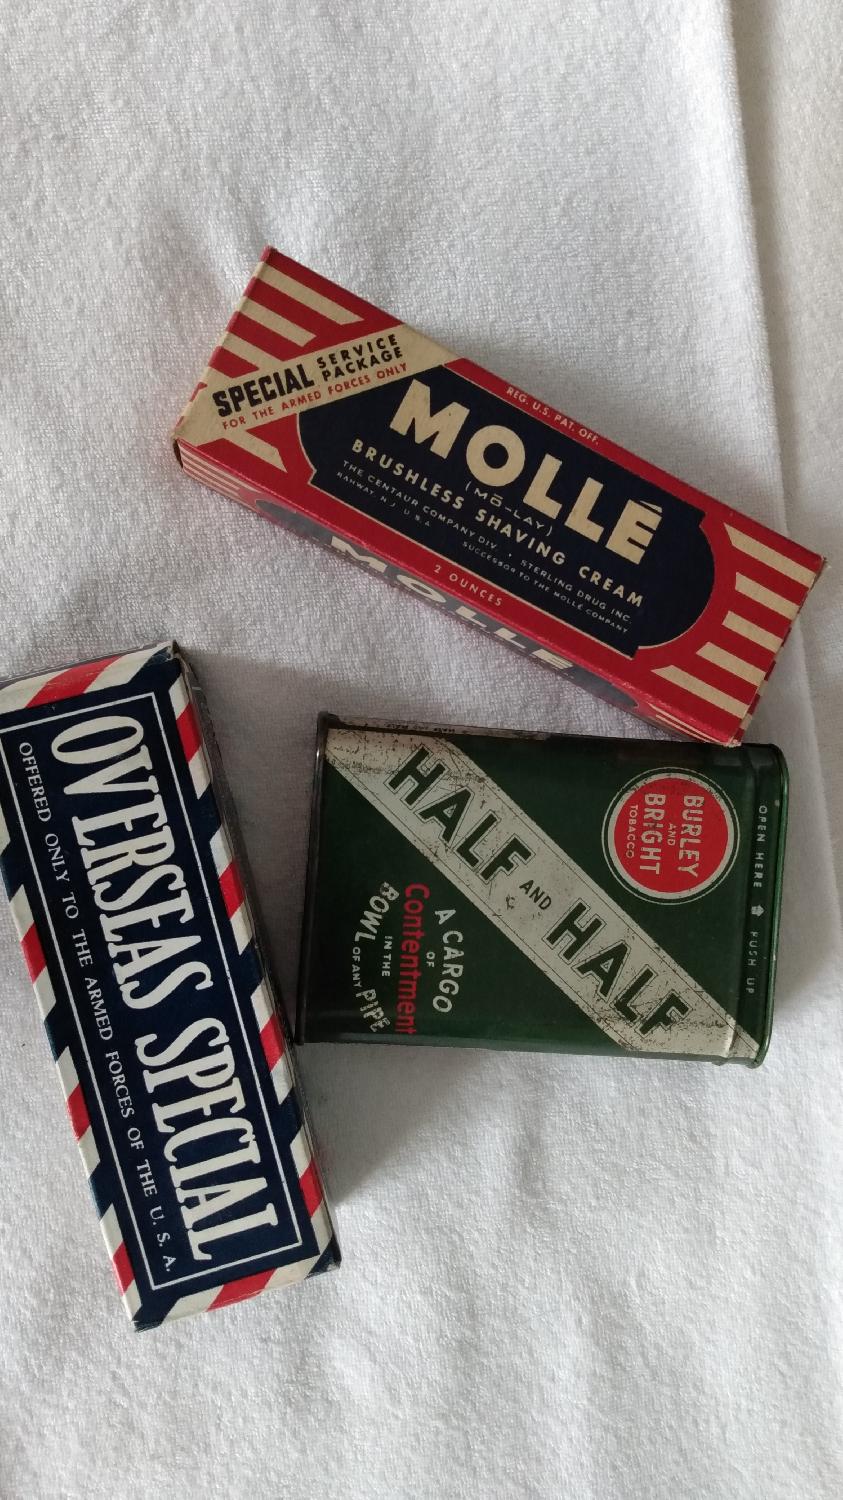 SPECIAL SERVICE PACKAGE
FOR THE ARMED FORCES ONLY
REG. U.S. PAT. OFF.
MOLLÉ
(MŌ-LAY)
BRUSHLESS SHAVING CREAM
THE CENTAUR COMPANY DIV. STERLING DRUG INC.
RAHWAY, N.J. U.S.A. SUCCESSOR TO THE MOLLÉ COMPANY
2 OUNCES
MOLLÉ
OVERSEAS SPECIAL
OFFERED ONLY TO THE ARMED FORCES OF THE U.S.A.
HALF AND HALF
BURLEY
AND
BRIGHT
TOBACCO
A CARGO
OF
Contentment
IN THE
BOWL OF ANY PIPE
OPEN HERE PUSH UP